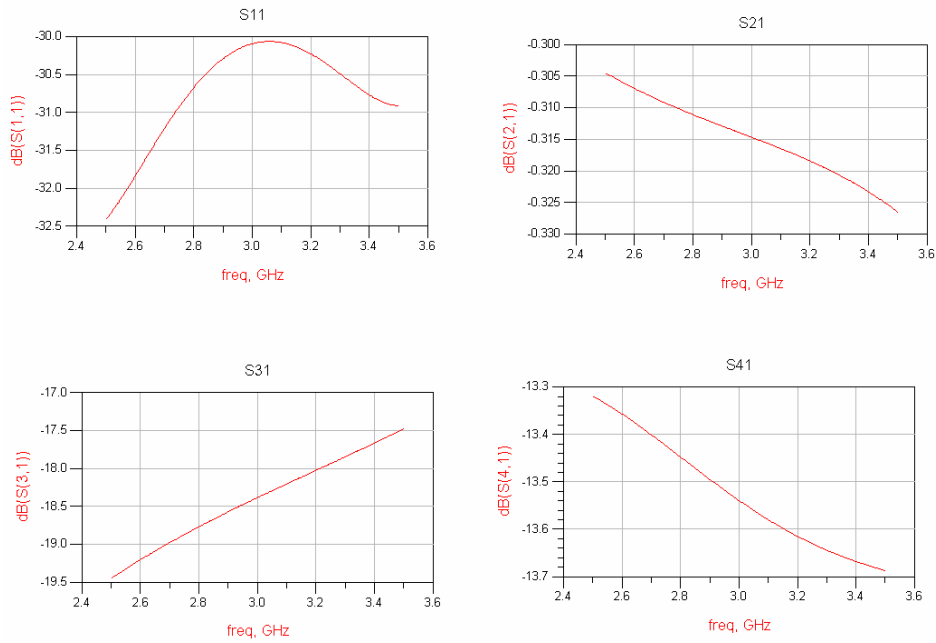 S11
-30.0
-30.5
-31.0
-31.5
-32.0
-32.5
2.4 2.6 2.8 3.0 3.2 3.4 3.6
dB(S(1,1))
freq, GHz
S21
-0.300
-0.305
-0.310
-0.315
-0.320
-0.325
-0.330
2.4 2.6 2.8 3.0 3.2 3.4 3.6
dB(S(2,1))
freq, GHz
S31
-17.0
-17.5
-18.0
-18.5
-19.0
-19.5
2.4 2.6 2.8 3.0 3.2 3.4 3.6
dB(S(3,1))
freq, GHz
S41
-13.3
-13.4
-13.5
-13.6
-13.7
2.4 2.6 2.8 3.0 3.2 3.4 3.6
dB(S(4,1))
freq, GHz